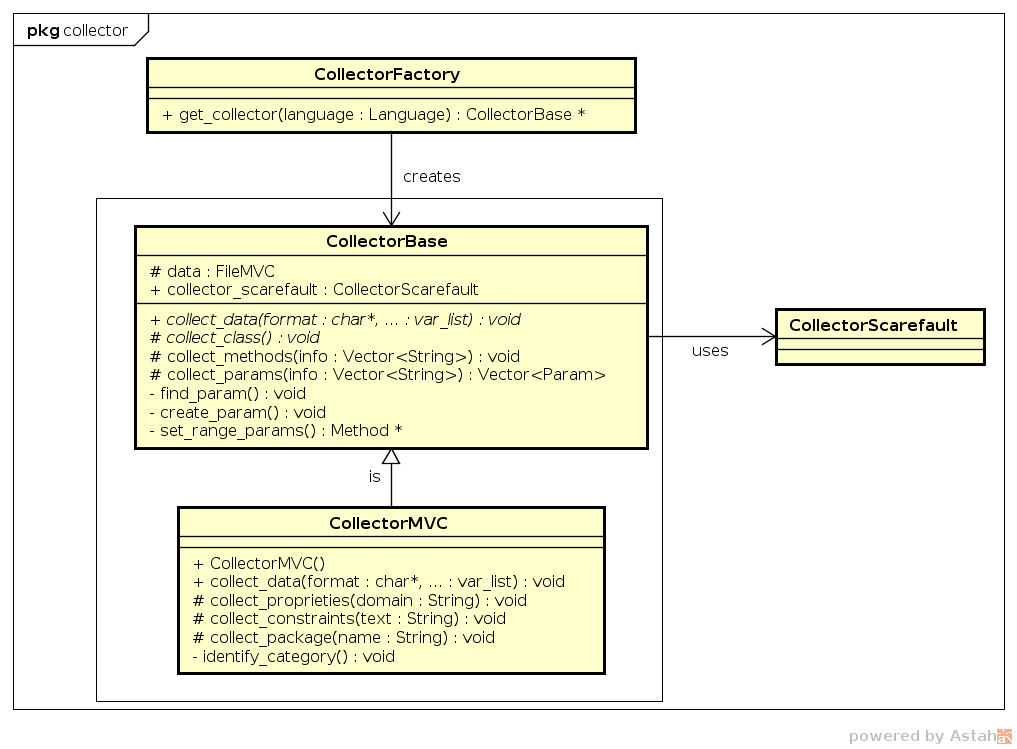 pkg collector
CollectorFactory
+ get_collector(language : Language) : CollectorBase *
creates
CollectorBase
# data : FileMVC
+ collector_scarefault : CollectorScarefault
+ collect_data(format : char*, ... : var_list) : void
# collect_class() : void
# collect_methods(info : Vector<String>) : void
# collect_params(info : Vector<String>) : Vector<Param>
- find_param() : void
- create_param() : void
- set_range_params() : Method *
CollectorScarefault
uses
is
CollectorMVC
+ CollectorMVC()
+ collect_data(format : char*, ... : var_list) : void
# collect_proprieties(domain : String) : void
# collect_constraints(text : String) : void
# collect_package(name : String) : void
- identify_category() : void
powered by Astah